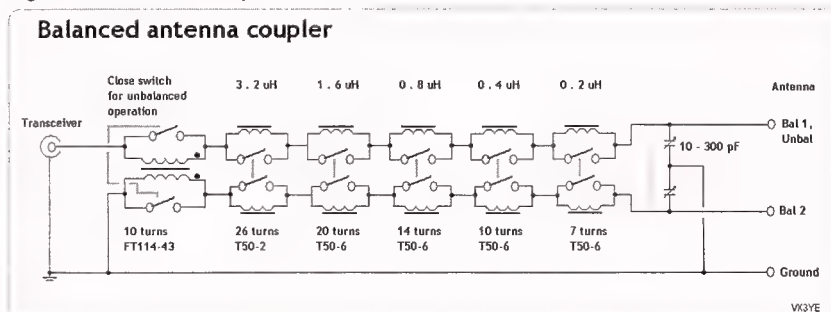 Balanced antenna coupler
Close switch
for unbalanced
operation
3.2 uH
1.6 uH
0.8 uH
0.4 uH
0.2 uH
Antenna
Transceiver
Bal 1,
Unbal
10 - 300 pF
Bal 2
10 turns
FT114-43
26 turns
T50-2
20 turns
T50-6
14 turns
T50-6
10 turns
T50-6
7 turns
T50-6
Ground
VK3YE